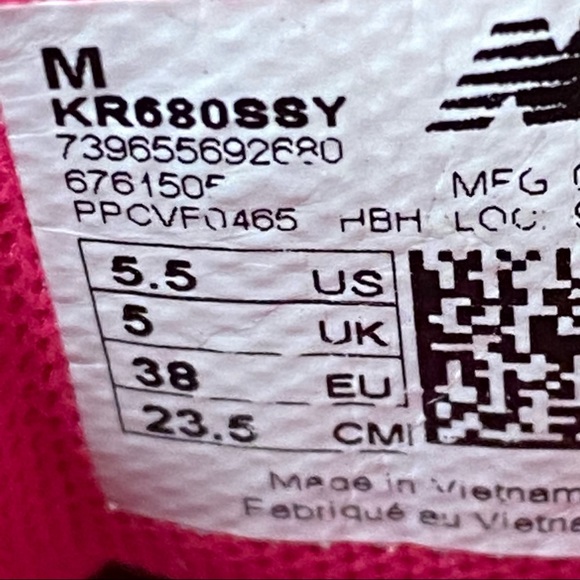 M
KR680SSY
739655692680
6761505
PPCVF0465 HBH
MFG
LOC:
5.5 US
5 UK
38 EU
23.5 CM
Made in Vietnam
Fabriqué au